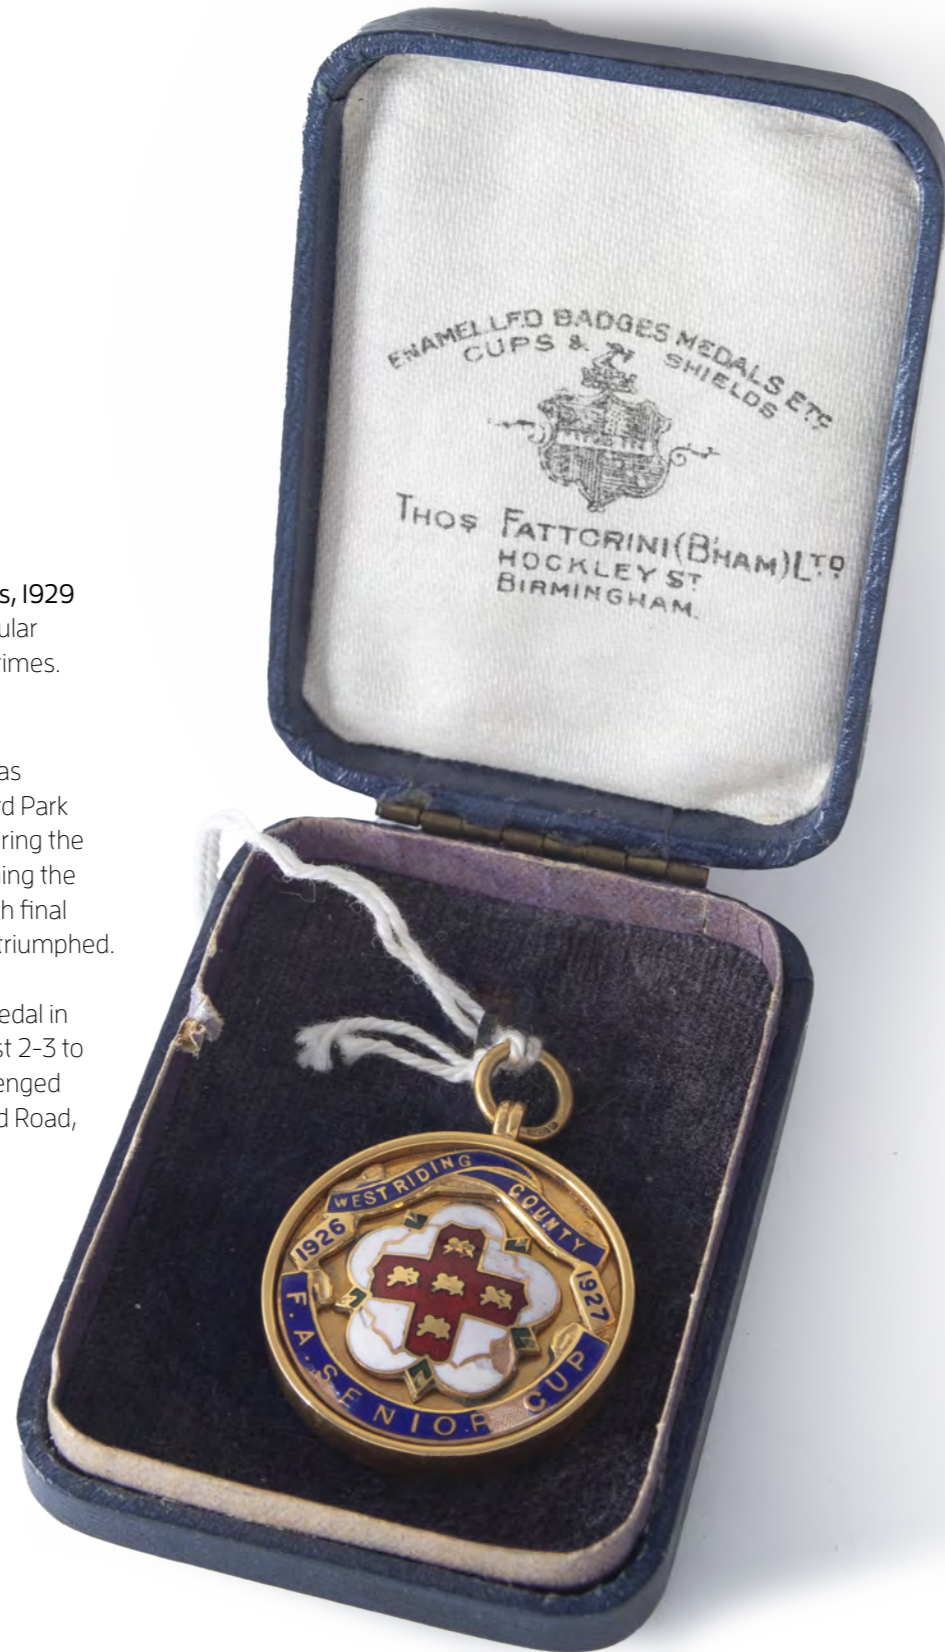 s, 1929
ular
rimes.
as
rd Park
ring the
ing the
h final
triumphed.
edal in
st 2-3 to
enged
d Road,
ENAMELLED BADGES MEDALS ETC
CUPS & SHIELDS
THOS FATTORINI (B'HAM) LTD
HOCKLEY ST
BIRMINGHAM.
WEST RIDING COUNTY
1926 1927
F.A. SENIOR CUP